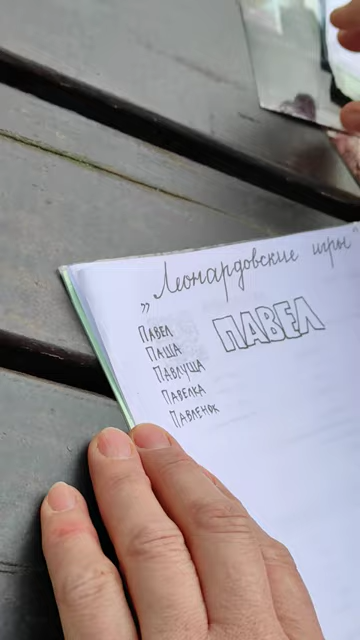 „Леонардовские игры“
ПАВЕЛ
ПАВЕЛ
ПАША
ПАВЛУША
ПАВЕЛКА
ПАВЛЕНОК